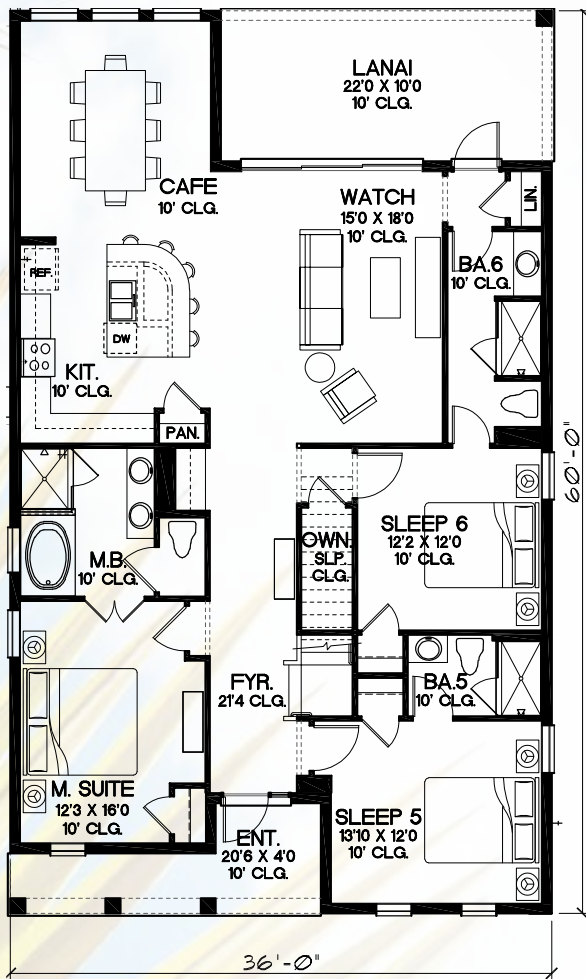 LANAI
22'0 X 10'0
10' CLG.
CAFE
10' CLG.
WATCH
15'0 X 18'0
10' CLG.
LIN.
BA.6
10' CLG.
REF.
DW
KIT.
10' CLG.
PAN.
60'-0"
SLEEP 6
12'2 X 12'0
10' CLG.
OWN.
SLP.
CLG.
M.B.
10' CLG.
FYR.
21'4 CLG.
BA.5
10' CLG.
M. SUITE
12'3 X 16'0
10' CLG.
SLEEP 5
13'10 X 12'0
10' CLG.
ENT.
20'6 X 4'0
10' CLG.
36'-0"